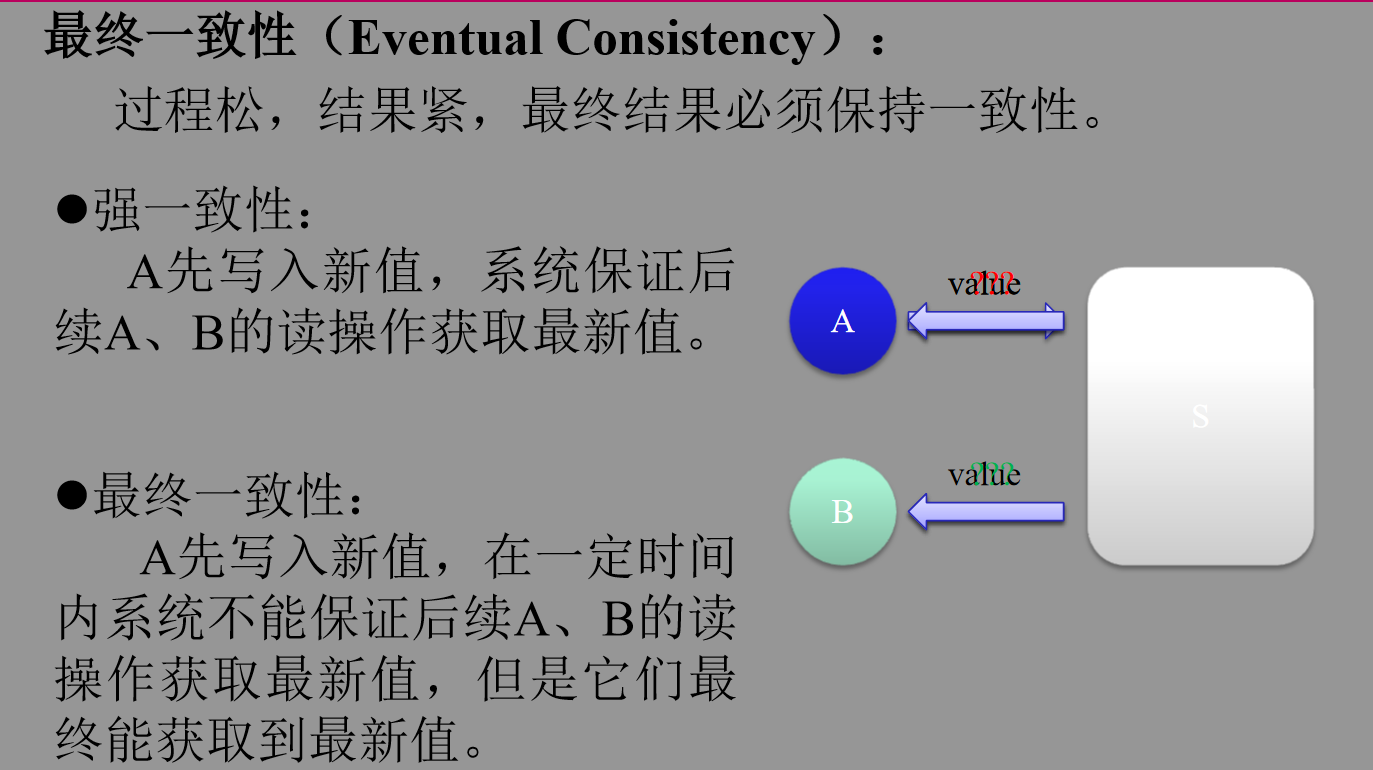 最终一致性（Eventual Consistency）：
过程松，结果紧，最终结果必须保持一致性。
●强一致性：
A先写入新值，系统保证后
续A、B的读操作获取最新值。
●最终一致性：
A先写入新值，在一定时间
内系统不能保证后续A、B的读
操作获取最新值，但是它们最
终能获取到最新值。
value
???
A
S
value
???
B